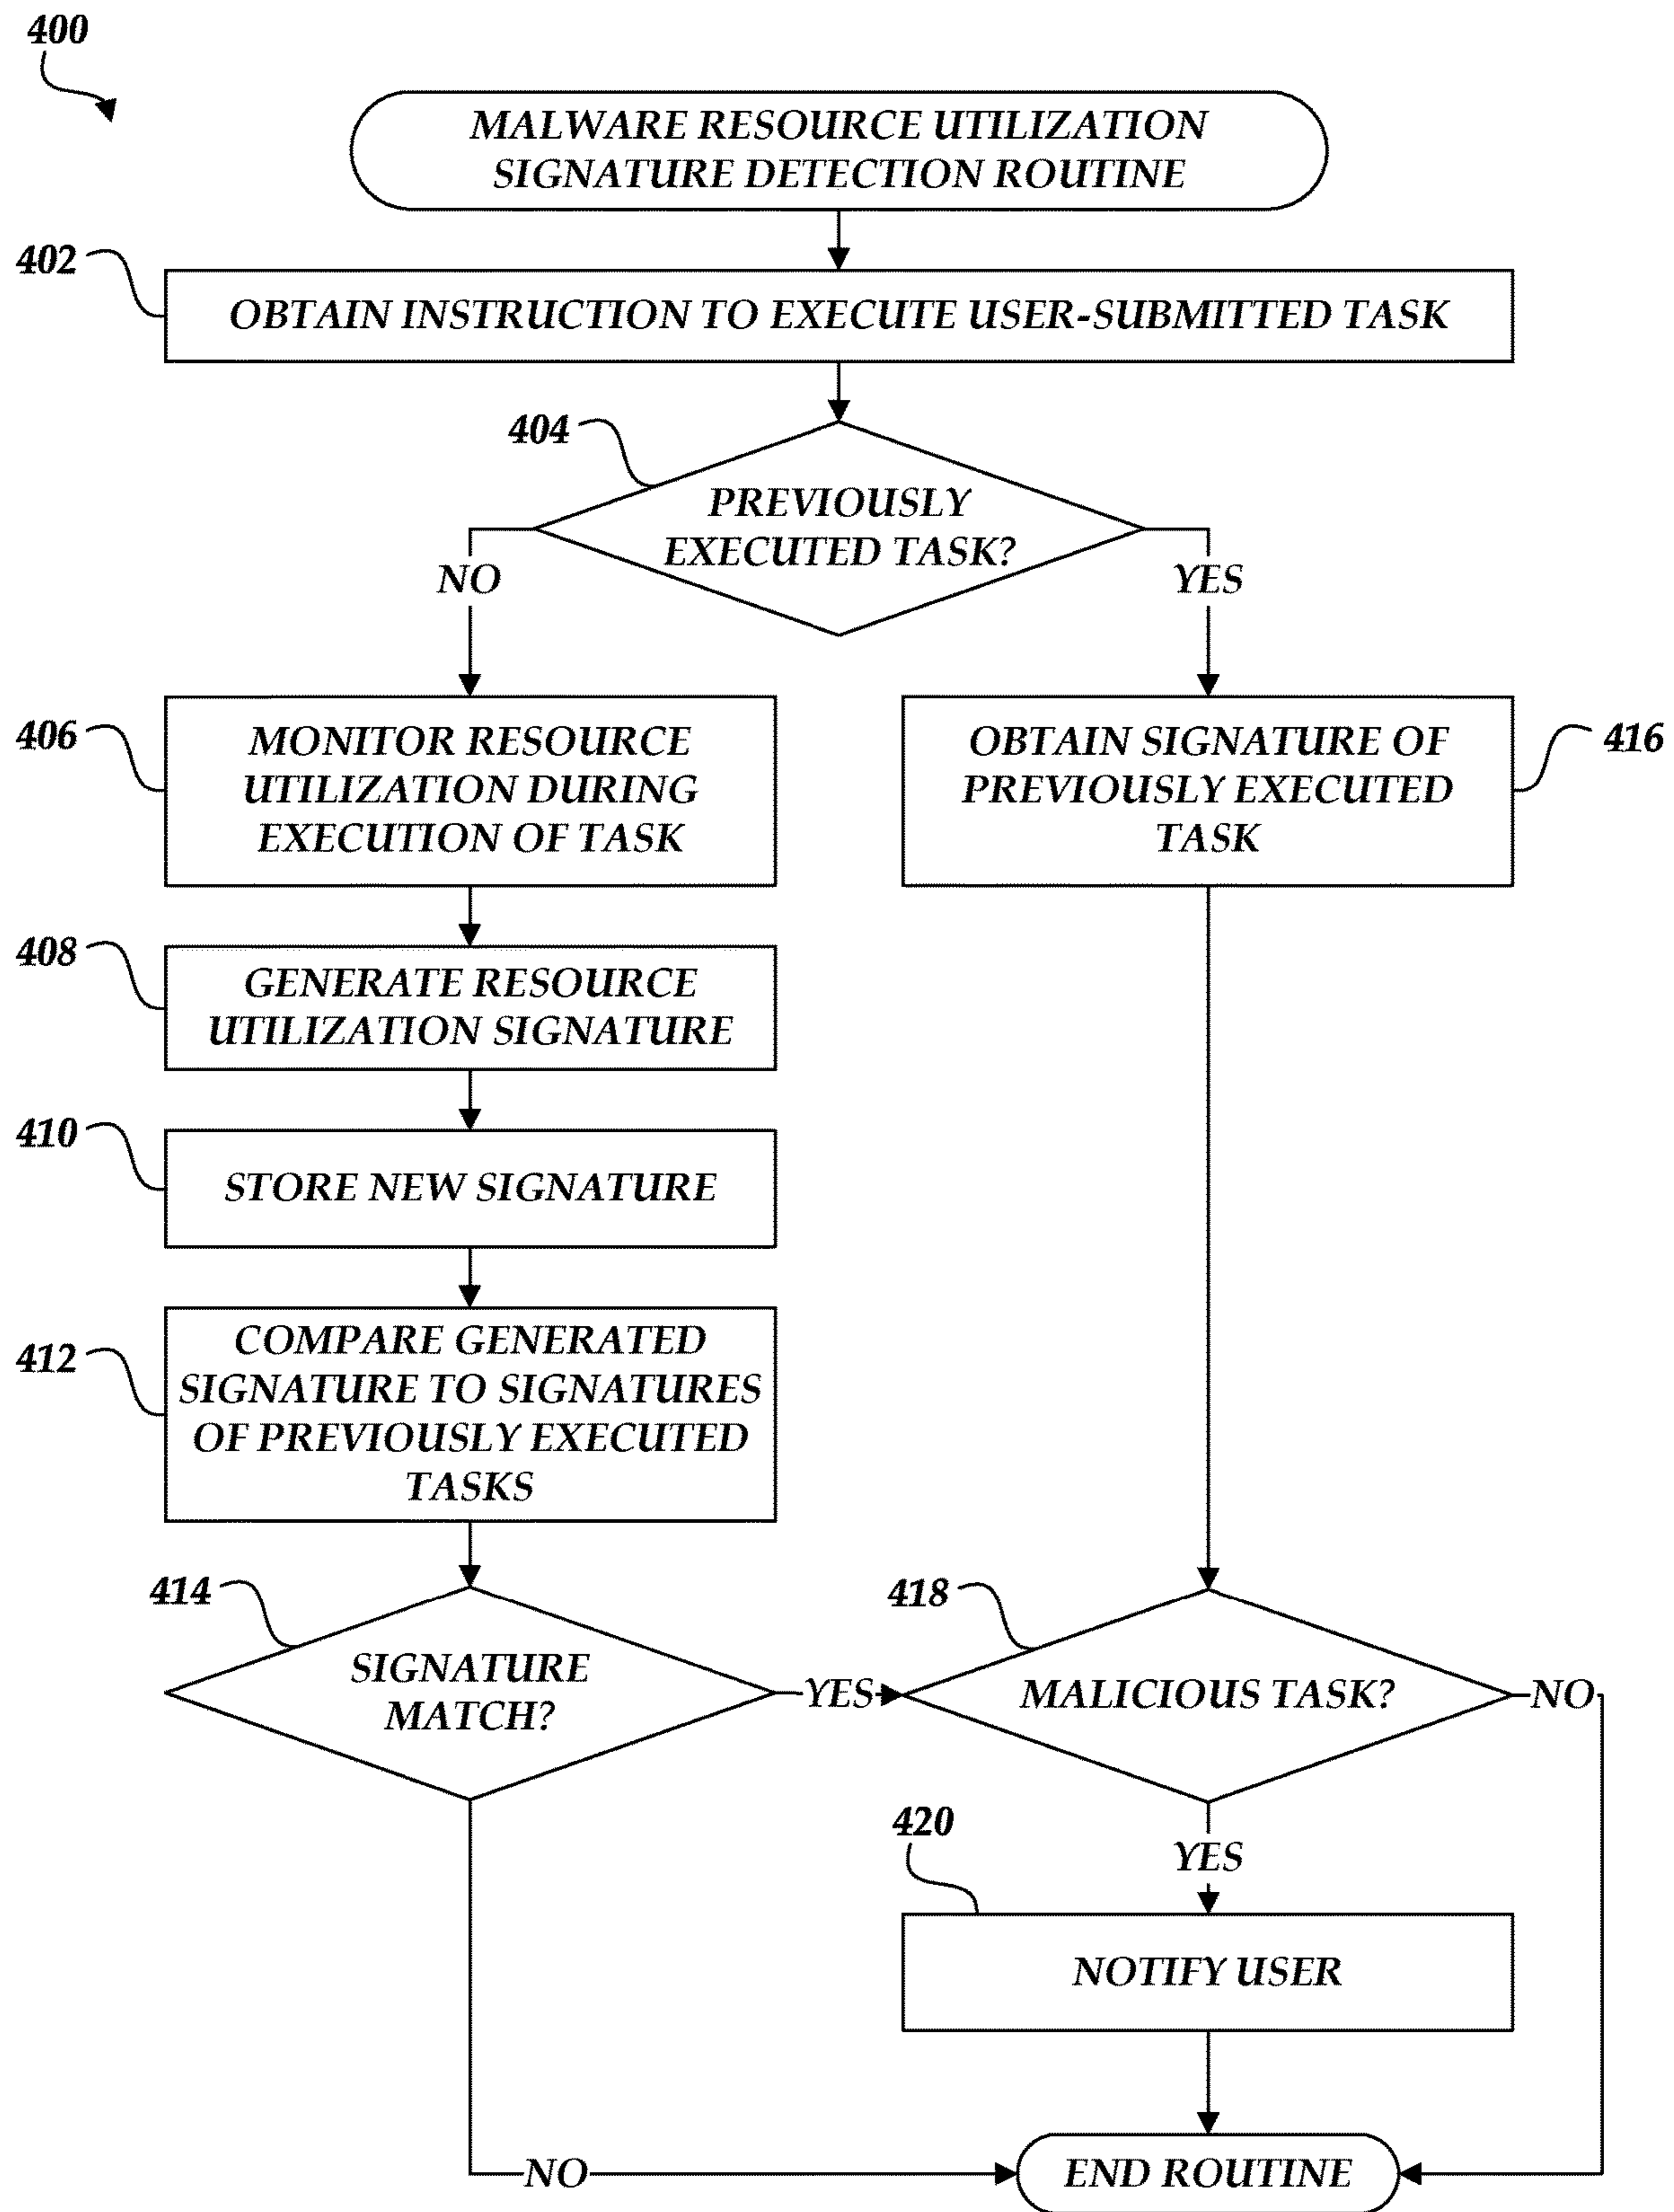 400
MALWARE RESOURCE UTILIZATION
SIGNATURE DETECTION ROUTINE
402
OBTAIN INSTRUCTION TO EXECUTE USER-SUBMITTED TASK
404
PREVIOUSLY
EXECUTED TASK?
NO
YES
406
MONITOR RESOURCE
UTILIZATION DURING
EXECUTION OF TASK
OBTAIN SIGNATURE OF
PREVIOUSLY EXECUTED
TASK
416
408
GENERATE RESOURCE
UTILIZATION SIGNATURE
410
STORE NEW SIGNATURE
412
COMPARE GENERATED
SIGNATURE TO SIGNATURES
OF PREVIOUSLY EXECUTED
TASKS
414
SIGNATURE
MATCH?
YES
418
MALICIOUS TASK?
NO
YES
420
NOTIFY USER
NO
END ROUTINE